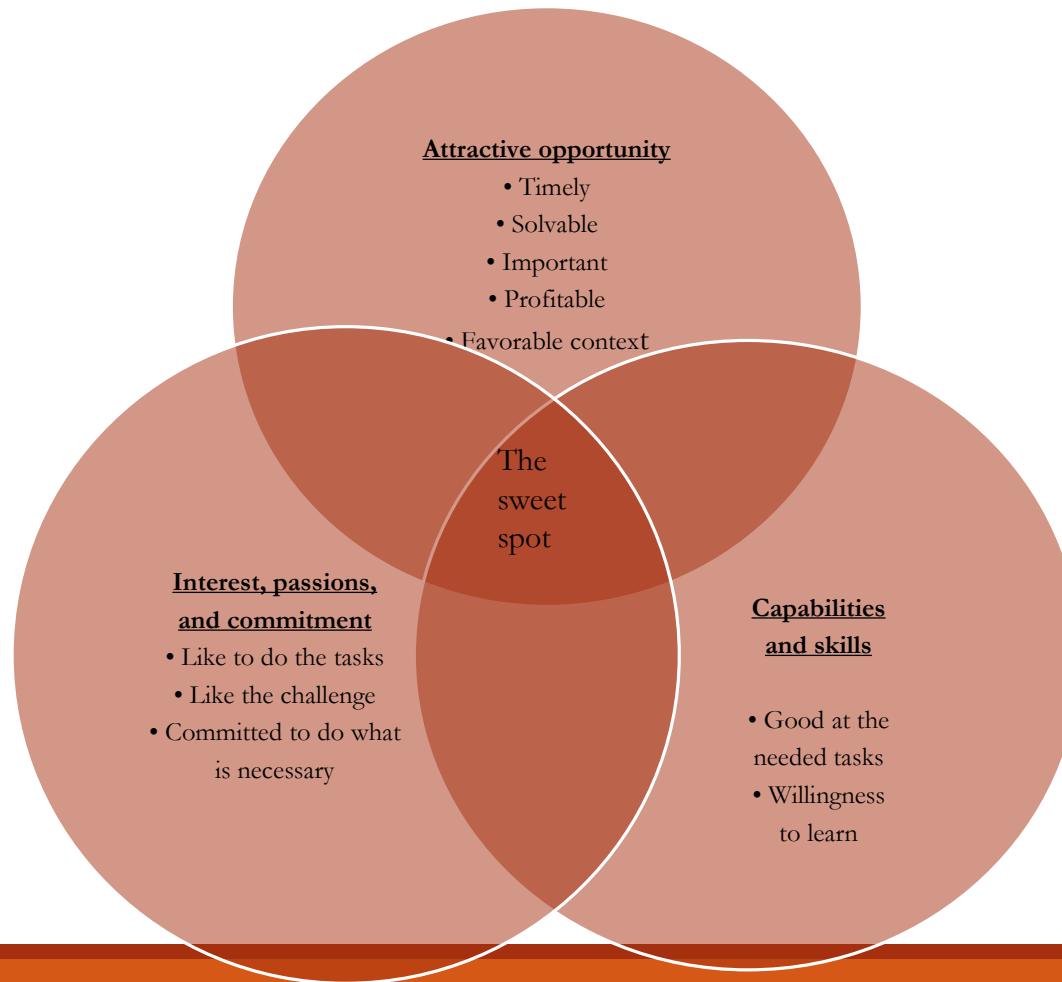 Attractive opportunity
• Timely
• Solvable
• Important
• Profitable
• Favorable context
The
sweet
spot
Interest, passions,
and commitment
• Like to do the tasks
• Like the challenge
• Committed to do what
is necessary
Capabilities
and skills
• Good at the
needed tasks
• Willingness
to learn